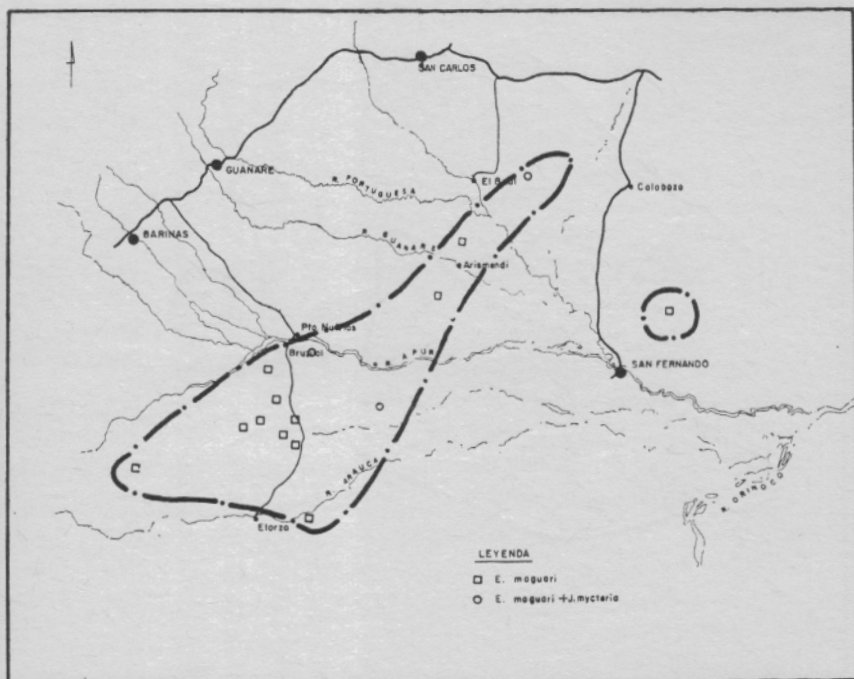 SAN CARLOS
GUANARE
R. PORTUGUESA
El Baul
Calabozo
BARINAS
R. GUANARE
Arismendi
Pto. Nutrias
Bruzual
R. APURE
SAN FERNANDO
R. ARAUCA
Elorza
R. ORINOCO
LEYENDA
E. maguari
E. maguari + J. mycteria